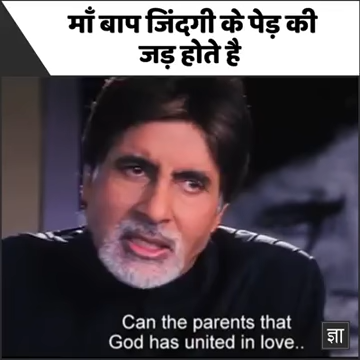 माँ बाप जिंदगी के पेड़ की
जड़ होते है
Can the parents that
God has united in love..
ज्ञा